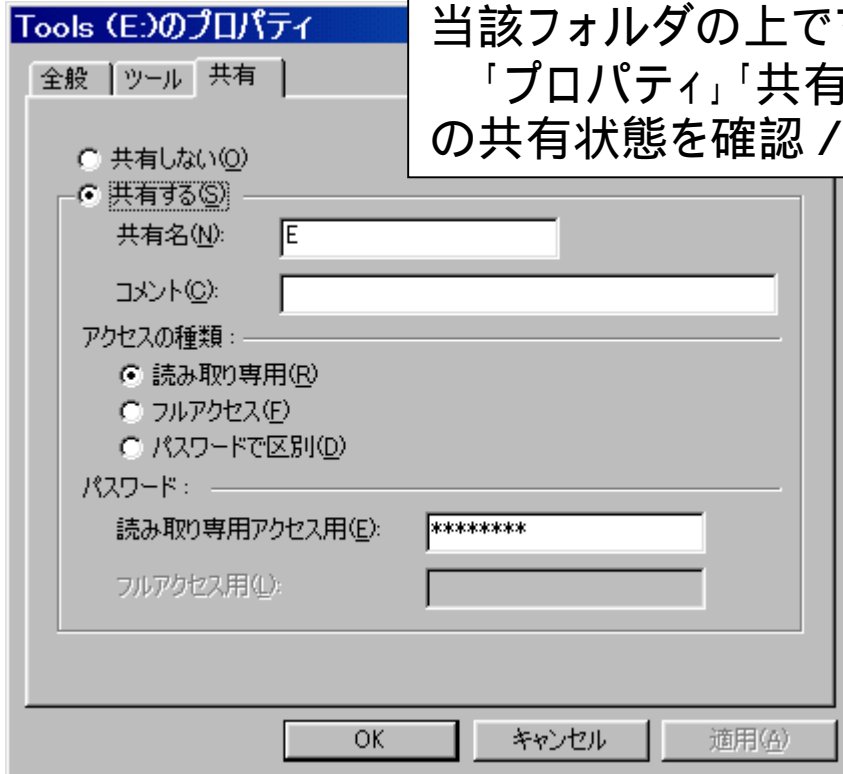 Tools (E:)のプロパティ
当該フォルダの上で
「プロパティ」「共有
の共有状態を確認 /
全般 ツール 共有
共有しない(O)
共有する(S)
共有名(N): E
コメント(C):
アクセスの種類:
読み取り専用(R)
フルアクセス(F)
パスワードで区別(D)
パスワード:
読み取り専用アクセス用(E): ********
フルアクセス用(L):
OK キャンセル 適用(A)